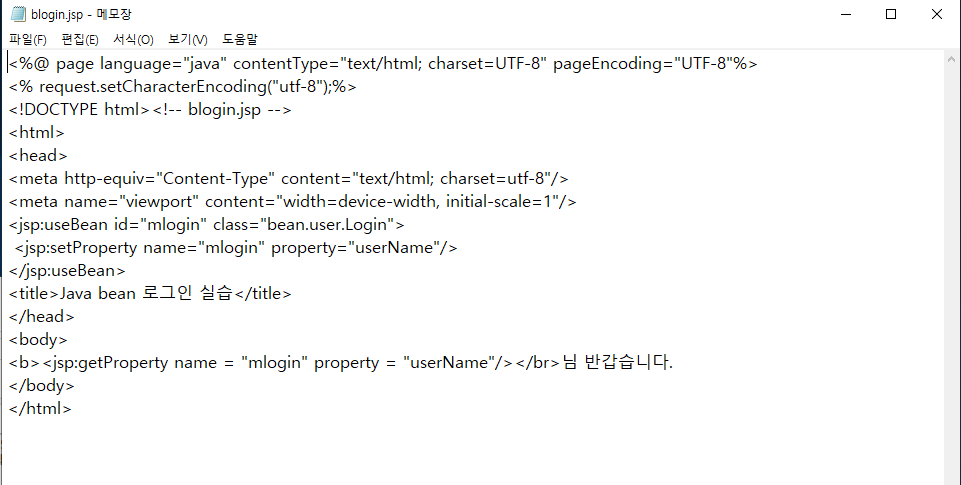 blogin.jsp - 메모장
파일(F) 편집(E) 서식(O) 보기(V) 도움말
<%@ page language="java" contentType="text/html; charset=UTF-8" pageEncoding="UTF-8"%>
<% request.setCharacterEncoding("utf-8");%>
<!DOCTYPE html><!-- blogin.jsp -->
<html>
<head>
<meta http-equiv="Content-Type" content="text/html; charset=utf-8"/>
<meta name="viewport" content="width=device-width, initial-scale=1"/>
<jsp:useBean id="mlogin" class="bean.user.Login">
 <jsp:setProperty name="mlogin" property="userName"/>
</jsp:useBean>
<title>Java bean 로그인 실습</title>
</head>
<body>
<b><jsp:getProperty name = "mlogin" property = "userName"/></br>님 반갑습니다.
</body>
</html>